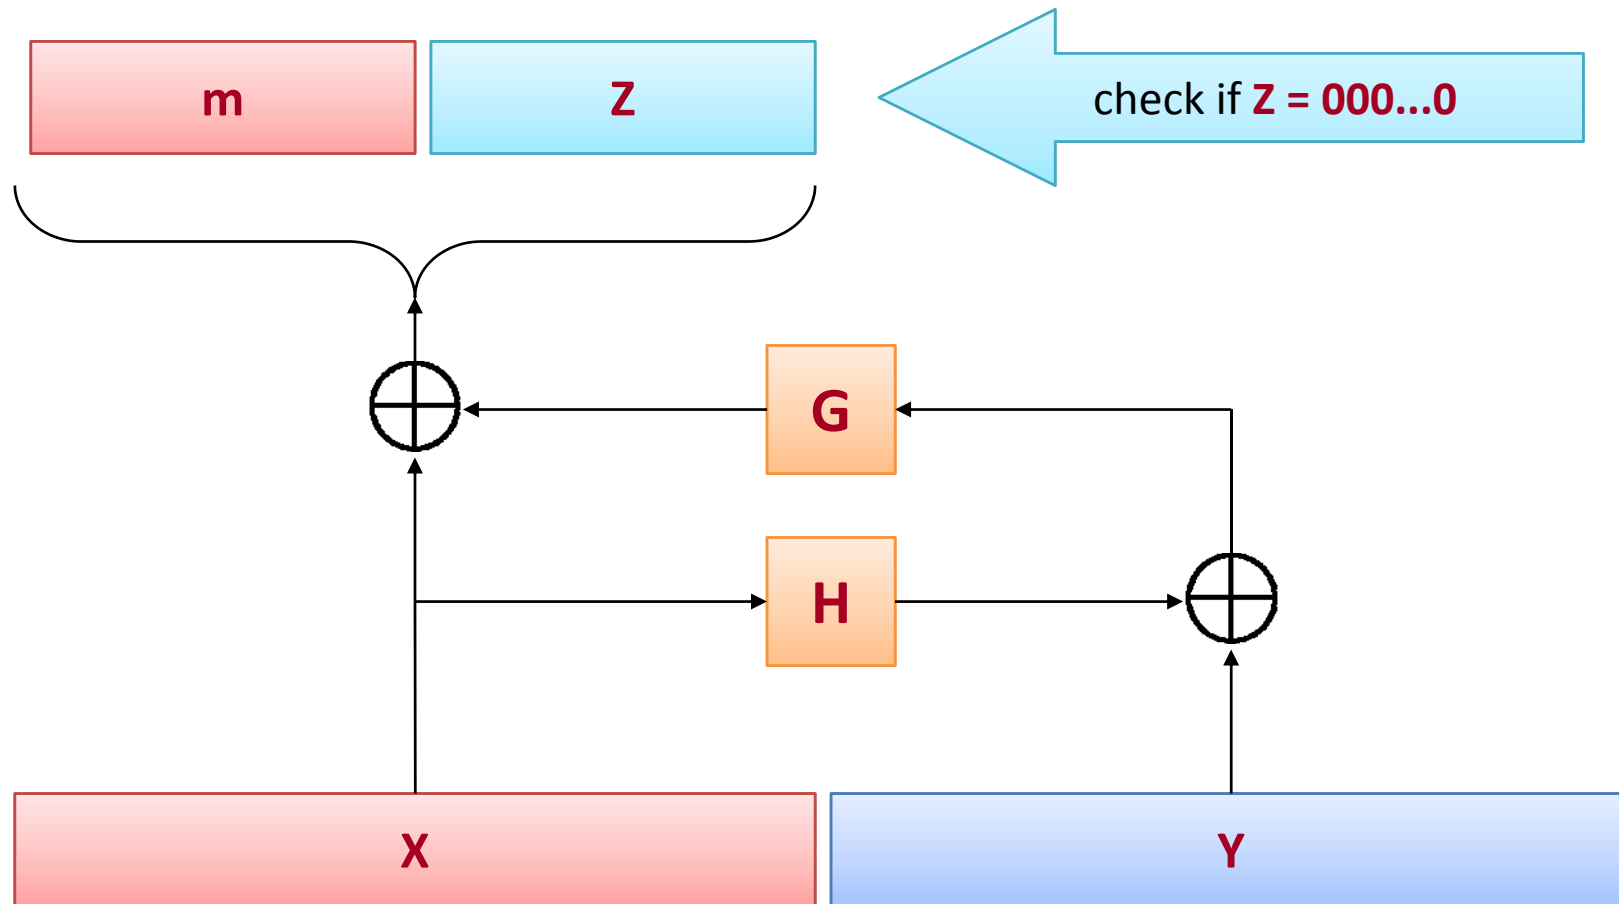 m
Z
check if Z = 000...0
G
H
X
Y